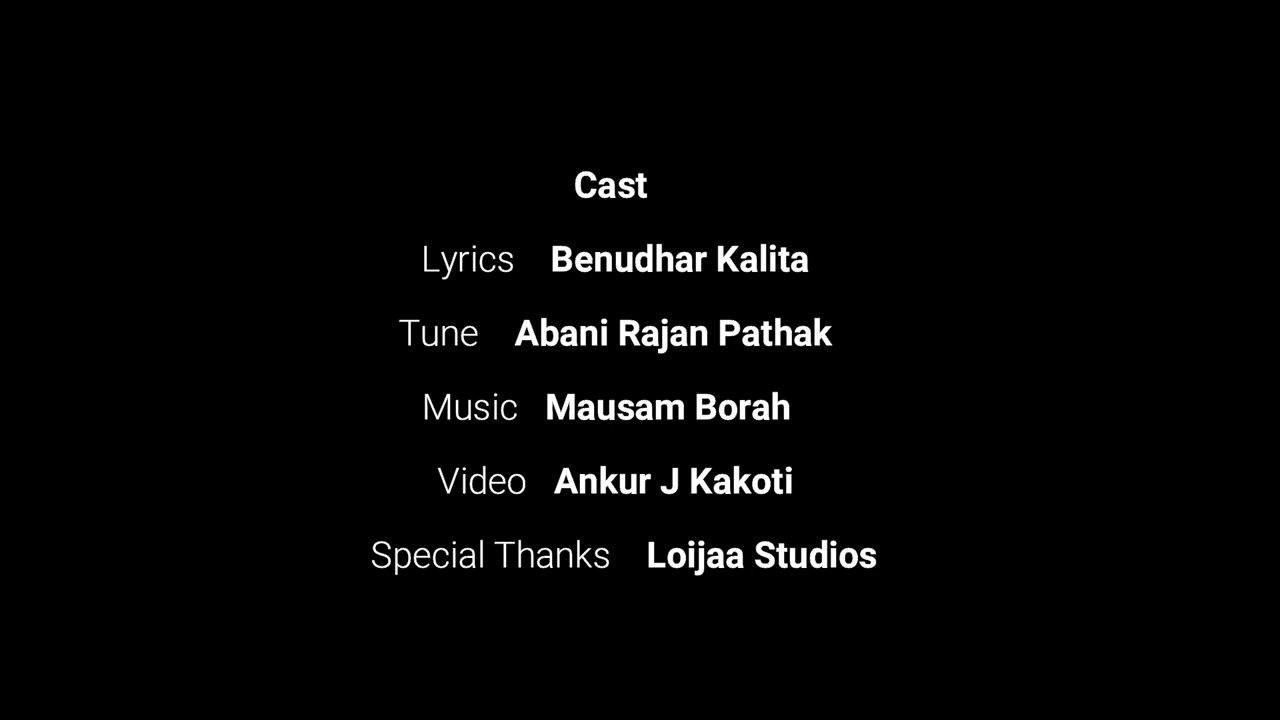 Cast
Lyrics Benudhar Kalita
Tune Abani Rajan Pathak
Music Mausam Borah
Video Ankur J Kakoti
Special Thanks Loijaa Studios